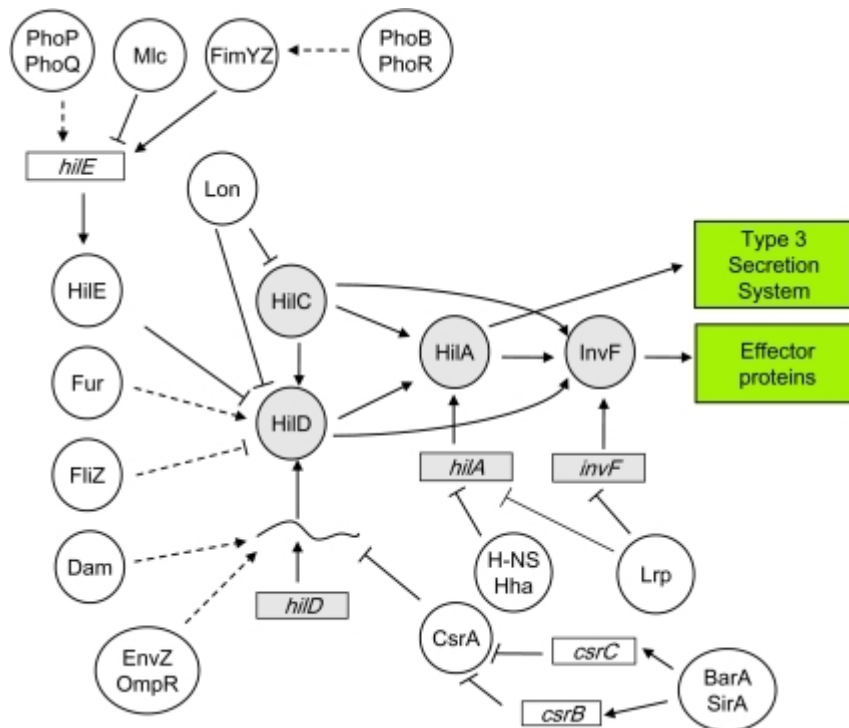 PhoP
PhoQ
Mlc
FimYZ
PhoB
PhoR
hilE
Lon
Type 3
Secretion
System
HilE
HilC
HilA
InvF
Effector
proteins
Fur
HilD
FliZ
hilA
invF
Dam
H-NS
Hha
Lrp
hilD
EnvZ
OmpR
CsrA
csrC
BarA
SirA
csrB